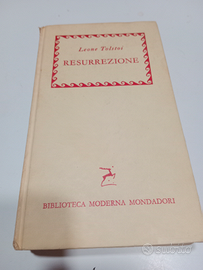 Leone Tolstoi
RESURREZIONE
BIBLIOTECA MODERNA MONDADORI